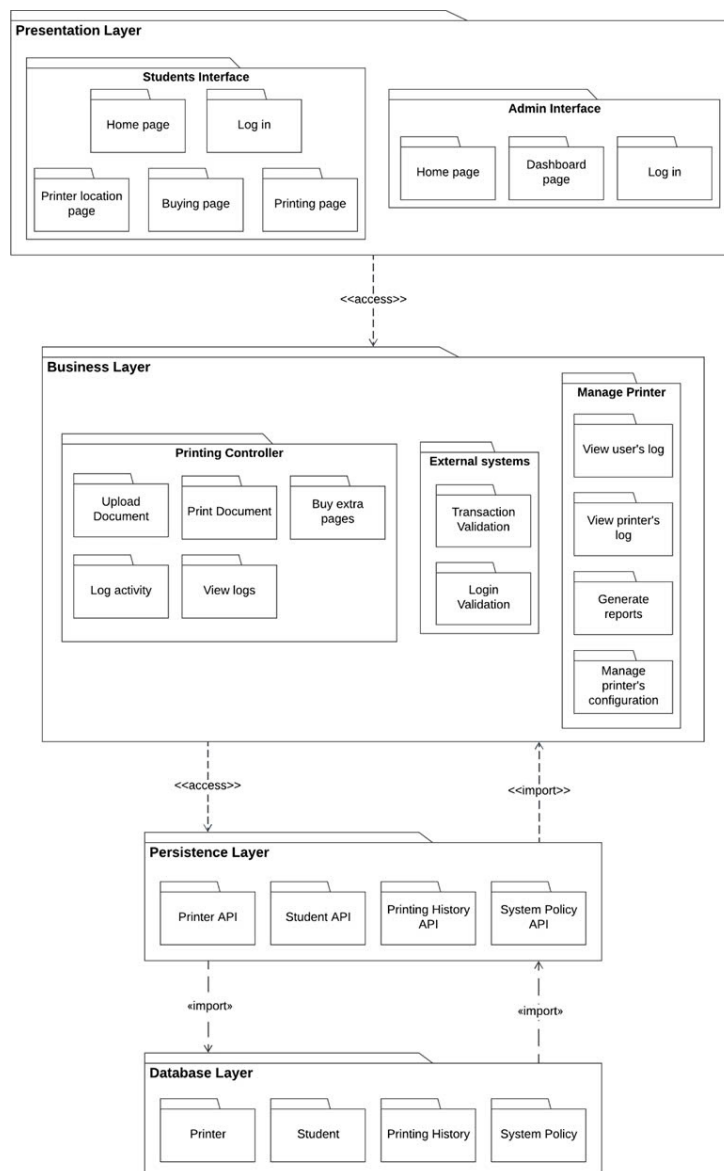 Presentation Layer
Students Interface
Home page
Log in
Printer location
page
Buying page
Printing page
Admin Interface
Home page
Dashboard
page
Log in
<<access>>
Business Layer
Printing Controller
Upload
Document
Print Document
Buy extra
pages
Log activity
View logs
External systems
Transaction
Validation
Login
Validation
Manage Printer
View user's log
View printer's
log
Generate
reports
Manage
printer's
configuration
<<access>>
<<import>>
Persistence Layer
Printer API
Student API
Printing History
API
System Policy
API
«import»
«import»
Database Layer
Printer
Student
Printing History
System Policy